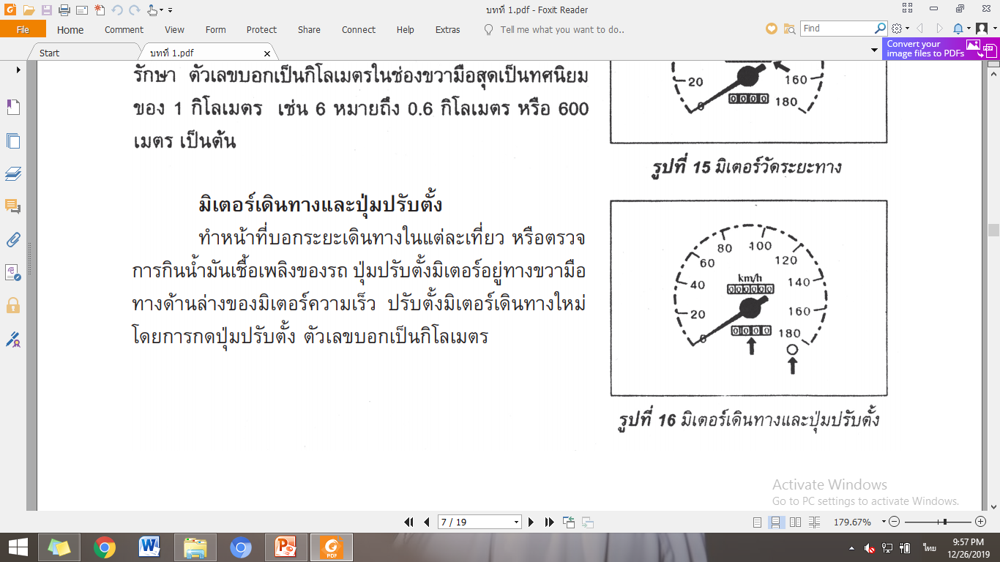 บทที่ 1.pdf - Foxit Reader
File Home Comment View Form Protect Share Connect Help Extras Tell me what you want to do.. Find
Start บทที่ 1.pdf
Convert your
image files to PDFs
รักษา ตัวเลขบอกเป็นกิโลเมตรในช่องขวามือสุดเป็นทศนิยม
ของ 1 กิโลเมตร เช่น 6 หมายถึง 0.6 กิโลเมตร หรือ 600
เมตร เป็นต้น
20 160
0 0000 180
รูปที่ 15 มิเตอร์วัดระยะทาง
มิเตอร์เดินทางและปุ่มปรับตั้ง
ทำหน้าที่บอกระยะเดินทางในแต่ละเที่ยว หรือตรวจ
การกินน้ำมันเชื้อเพลิงของรถ ปุ่มปรับตั้งมิเตอร์อยู่ทางขวามือ
ทางด้านล่างของมิเตอร์ความเร็ว ปรับตั้งมิเตอร์เดินทางใหม่
โดยการกดปุ่มปรับตั้ง ตัวเลขบอกเป็นกิโลเมตร
80 100
60 120
km/h
40 000000 140
20 160
0 0000 180
รูปที่ 16 มิเตอร์เดินทางและปุ่มปรับตั้ง
Activate Windows
Go to PC settings to activate Windows.
7 / 19
179.67%
PDF
ไทย
9:57 PM
12/26/2019